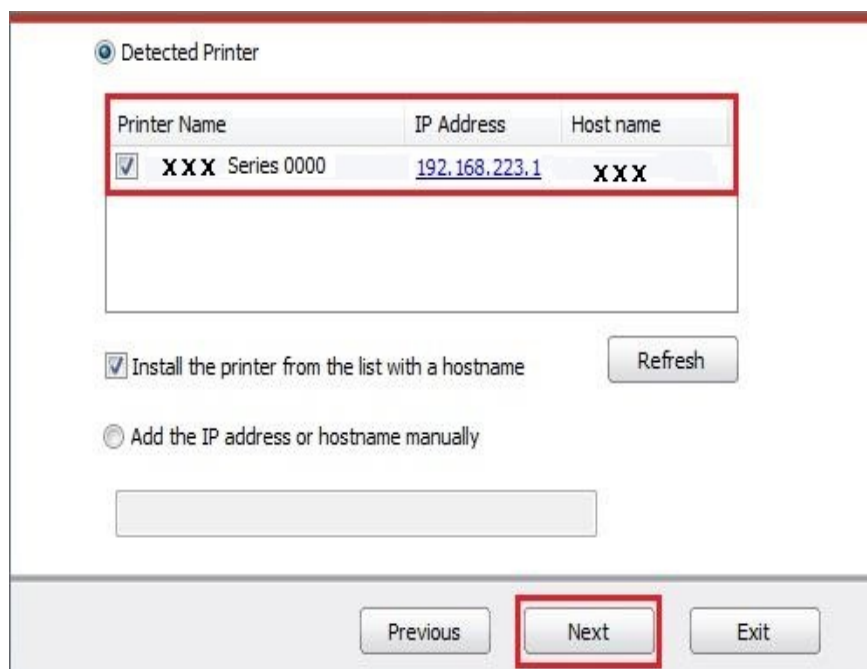 Detected Printer
Printer Name IP Address Host name
XXX Series 0000 192.168.223.1 XXX
Install the printer from the list with a hostname Refresh
Add the IP address or hostname manually
Previous Next Exit